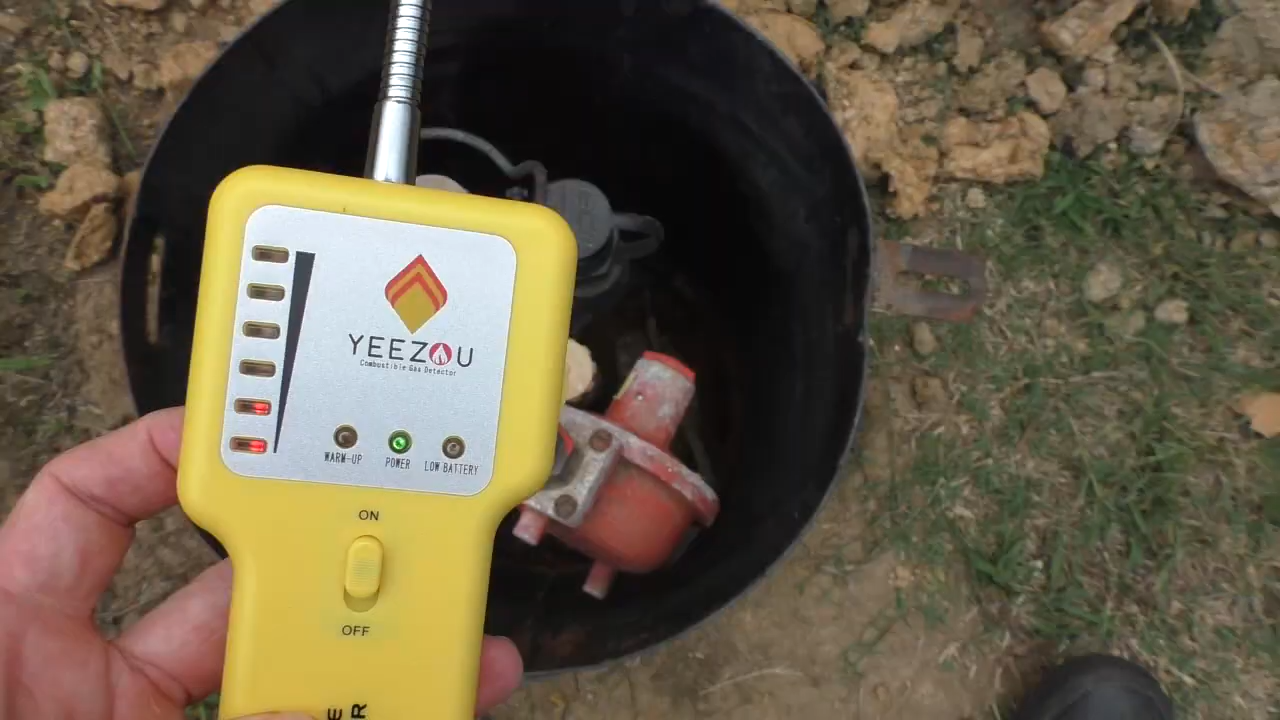 YEEZOU
Combustible Gas Detector
WARM-UP
POWER
LOW BATTERY
ON
OFF